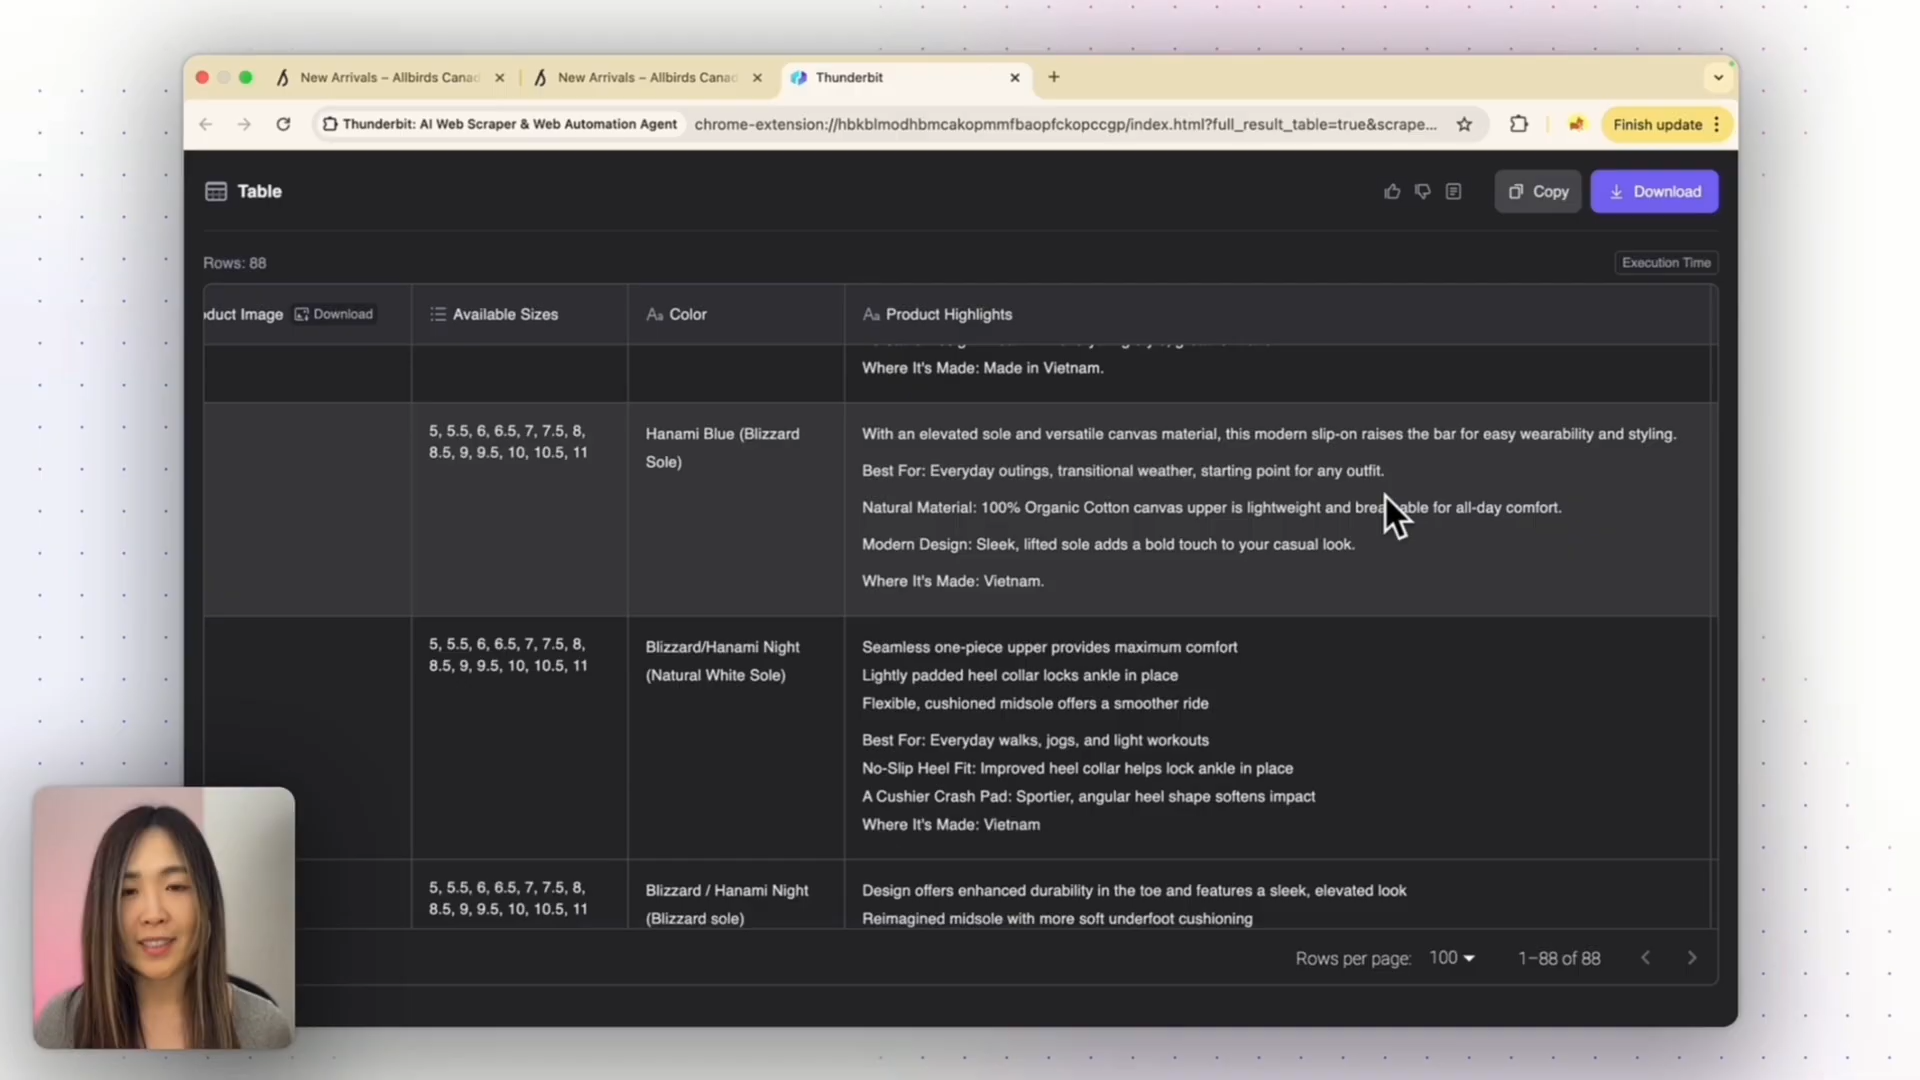 New Arrivals – Allbirds Canad
New Arrivals – Allbirds Canad
Thunderbit
Thunderbit: AI Web Scraper & Web Automation Agent
chrome-extension://hbkblmodhbmcakopmmfbaopfckopccgp/index.html?full_result_table=true&scrape...
Finish update
Table
Copy
Download
Rows: 88
Execution Time
oduct Image Download
Available Sizes
Aa Color
Aa Product Highlights
Where It's Made: Made in Vietnam.
5, 5.5, 6, 6.5, 7, 7.5, 8,
8.5, 9, 9.5, 10, 10.5, 11
Hanami Blue (Blizzard
Sole)
With an elevated sole and versatile canvas material, this modern slip-on raises the bar for easy wearability and styling.
Best For: Everyday outings, transitional weather, starting point for any outfit.
Natural Material: 100% Organic Cotton canvas upper is lightweight and breathable for all-day comfort.
Modern Design: Sleek, lifted sole adds a bold touch to your casual look.
Where It's Made: Vietnam.
5, 5.5, 6, 6.5, 7, 7.5, 8,
8.5, 9, 9.5, 10, 10.5, 11
Blizzard/Hanami Night
(Natural White Sole)
Seamless one-piece upper provides maximum comfort
Lightly padded heel collar locks ankle in place
Flexible, cushioned midsole offers a smoother ride
Best For: Everyday walks, jogs, and light workouts
No-Slip Heel Fit: Improved heel collar helps lock ankle in place
A Cushier Crash Pad: Sportier, angular heel shape softens impact
Where It's Made: Vietnam
5, 5.5, 6, 6.5, 7, 7.5, 8,
8.5, 9, 9.5, 10, 10.5, 11
Blizzard / Hanami Night
(Blizzard sole)
Design offers enhanced durability in the toe and features a sleek, elevated look
Reimagined midsole with more soft underfoot cushioning
Rows per page: 100
1–88 of 88